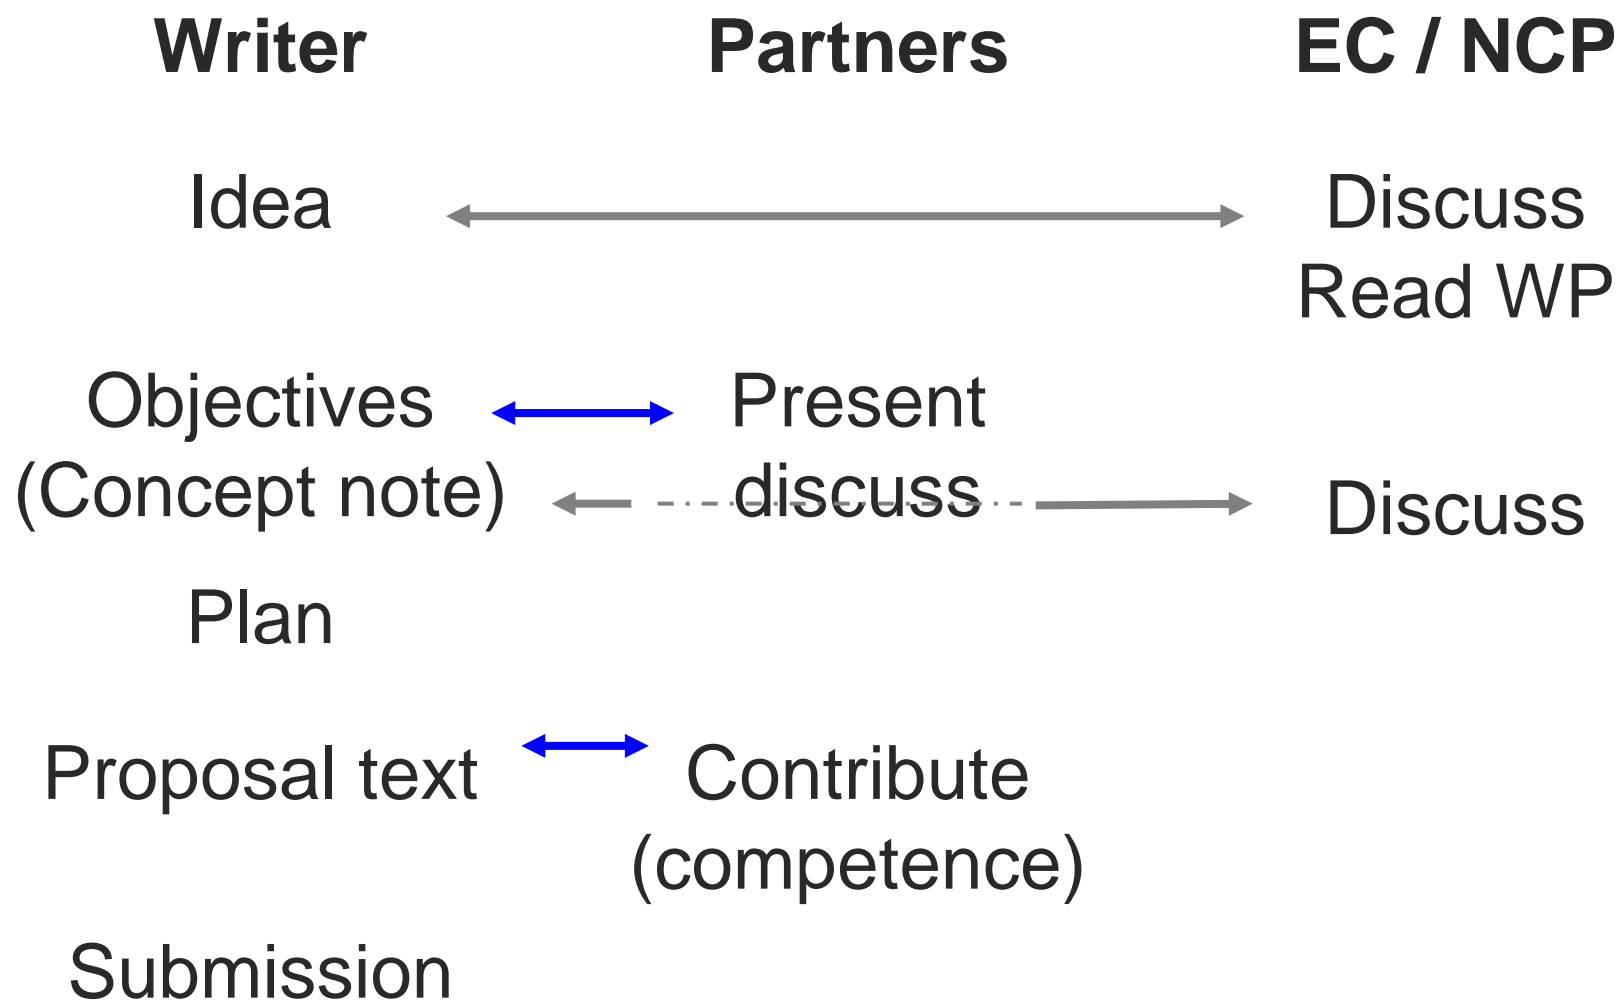 Writer Partners EC / NCP
Idea Discuss
Read WP
Objectives Present
(Concept note) discuss Discuss
Plan
Proposal text Contribute
(competence)
Submission